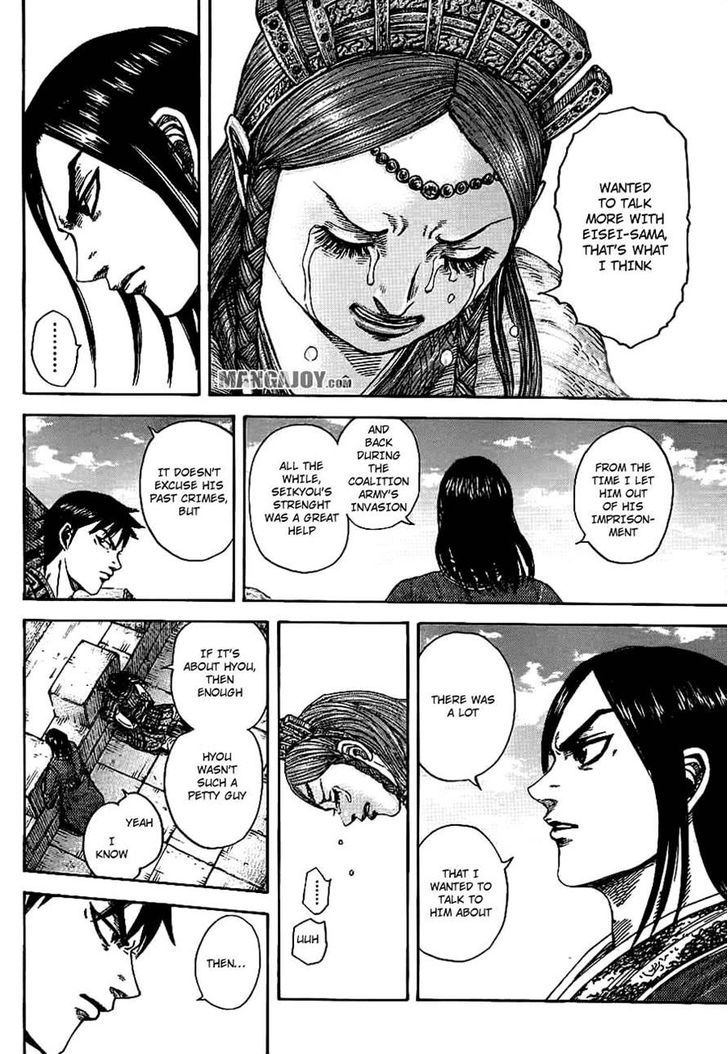 WANTED
TO TALK
MORE WITH
EISEI-SAMA,
THAT'S WHAT
I THINK
........
MANGAJOY.COM
FROM
THE TIME I LET
HIM OUT
OF HIS
IMPRISON-
MENT
AND
BACK
DURING
THE
COALITION
ARMY'S
INVASION
ALL THE
WHILE,
SEIKYOU'S
STRENGHT
WAS A GREAT
HELP
IT DOESN'T
EXCUSE HIS
PAST CRIMES,
BUT
THERE WAS
A LOT
THAT I
WANTED TO
TALK TO
HIM ABOUT
......
UUH
IF IT'S
ABOUT HYOU,
THEN
ENOUGH
HYOU
WASN'T
SUCH A
PETTY GUY
YEAH
I
KNOW
THEN...